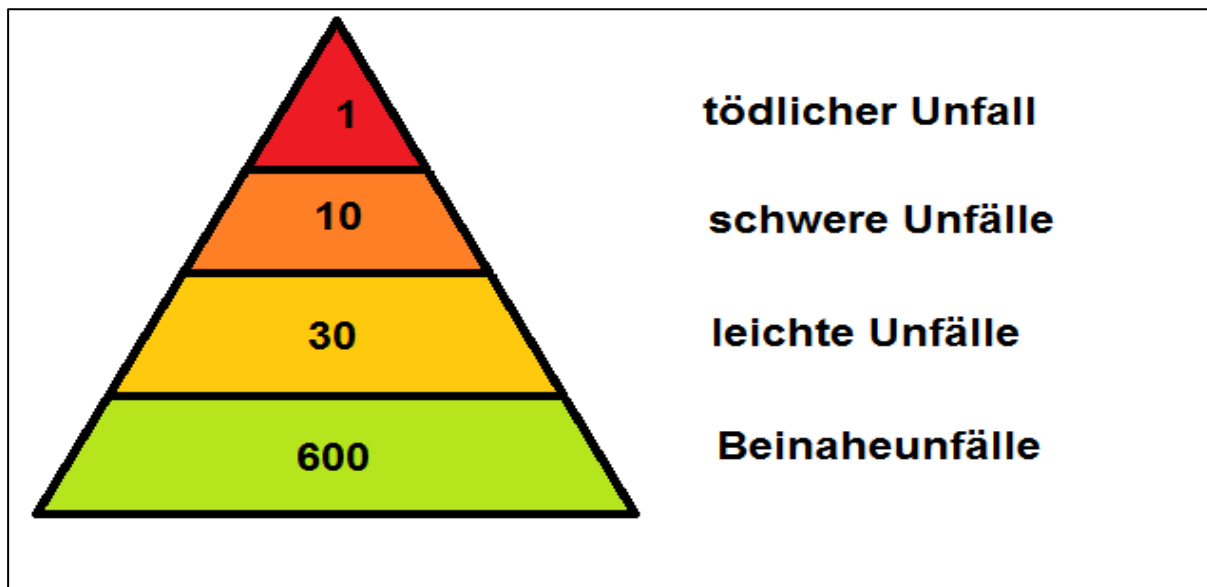 1 tödlicher Unfall
10 schwere Unfälle
30 leichte Unfälle
600 Beinaheunfälle